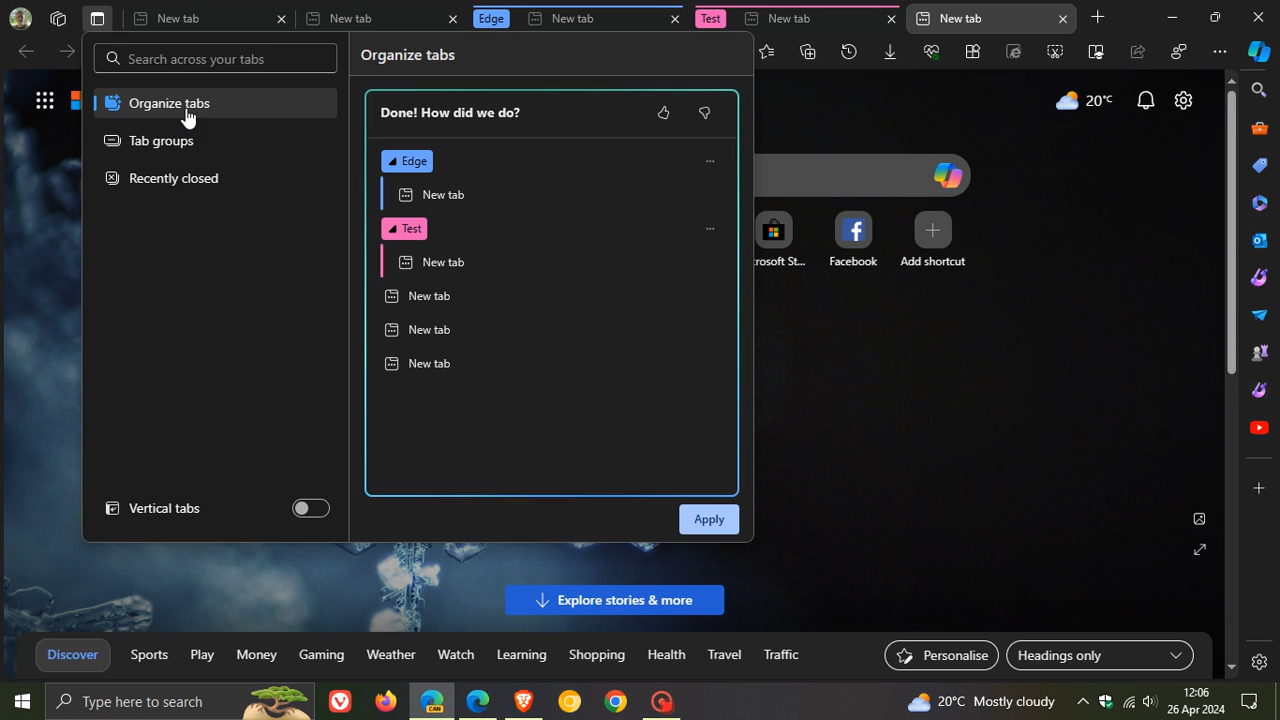 New tab
New tab
Edge
New tab
Test
New tab
New tab
Search across your tabs
Organize tabs
Tab groups
Recently closed
Vertical tabs
Organize tabs
Done! How did we do?
Edge
New tab
Test
New tab
New tab
New tab
New tab
Apply
20°C
rosoft St...
Facebook
Add shortcut
Explore stories & more
Discover
Sports
Play
Money
Gaming
Weather
Watch
Learning
Shopping
Health
Travel
Traffic
Personalise
Headings only
Type here to search
CAN
20°C Mostly cloudy
12:06
26 Apr 2024